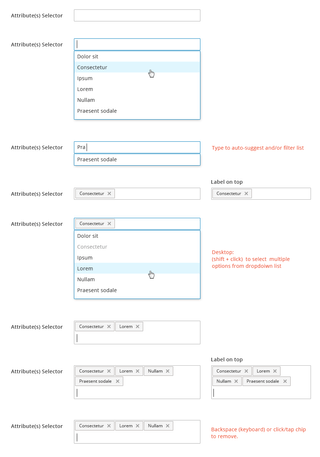 Attribute(s) Selector
Attribute(s) Selector
Dolor sit
Consectetur
Ipsum
Lorem
Nullam
Praesent sodale
Attribute(s) Selector
Pra
Type to auto-suggest and/or filter list
Praesent sodale
Label on top
Attribute(s) Selector
Consectetur ×
Consectetur ×
Attribute(s) Selector
Consectetur ×
Dolor sit
Consectetur
Ipsum
Lorem
Nullam
Praesent sodale
Desktop:
(shift + click) to select multiple
options from dropdown list
Attribute(s) Selector
Consectetur × Lorem ×
Label on top
Attribute(s) Selector
Consectetur × Lorem × Nullam ×
Praesent sodale ×
Consectetur × Lorem ×
Nullam × Praesent sodale ×
Attribute(s) Selector
Consectetur × Lorem × Nullam ×
Backspace (keyboard) or click/tap chip
to remove.